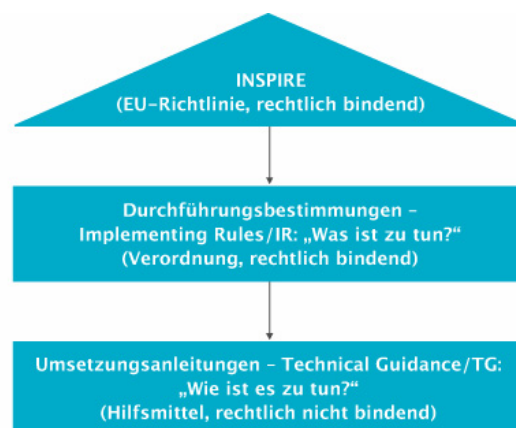 INSPIRE
(EU-Richtlinie, rechtlich bindend)
Durchführungsbestimmungen –
Implementing Rules/IR: „Was ist zu tun?“
(Verordnung, rechtlich bindend)
Umsetzungsanleitungen – Technical Guidance/TG:
„Wie ist es zu tun?“
(Hilfsmittel, rechtlich nicht bindend)